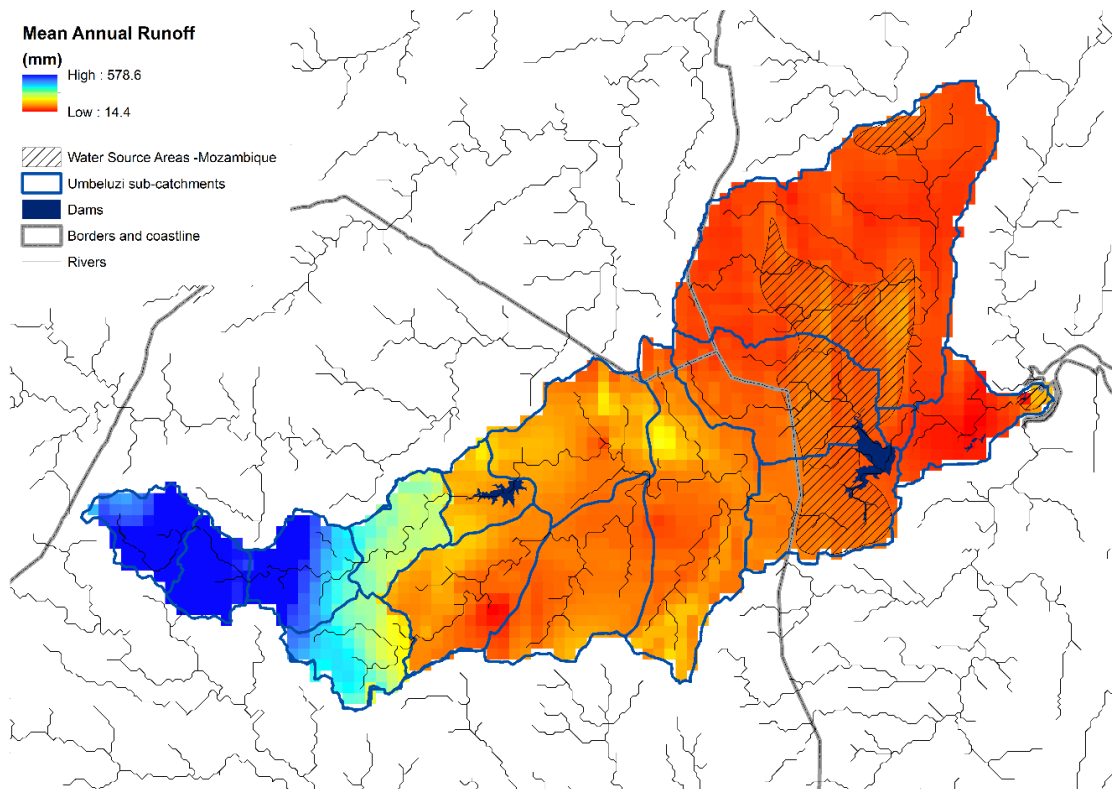 Mean Annual Runoff
(mm)
High : 578.6
Low : 14.4
Water Source Areas -Mozambique
Umbeluzi sub-catchments
Dams
Borders and coastline
Rivers